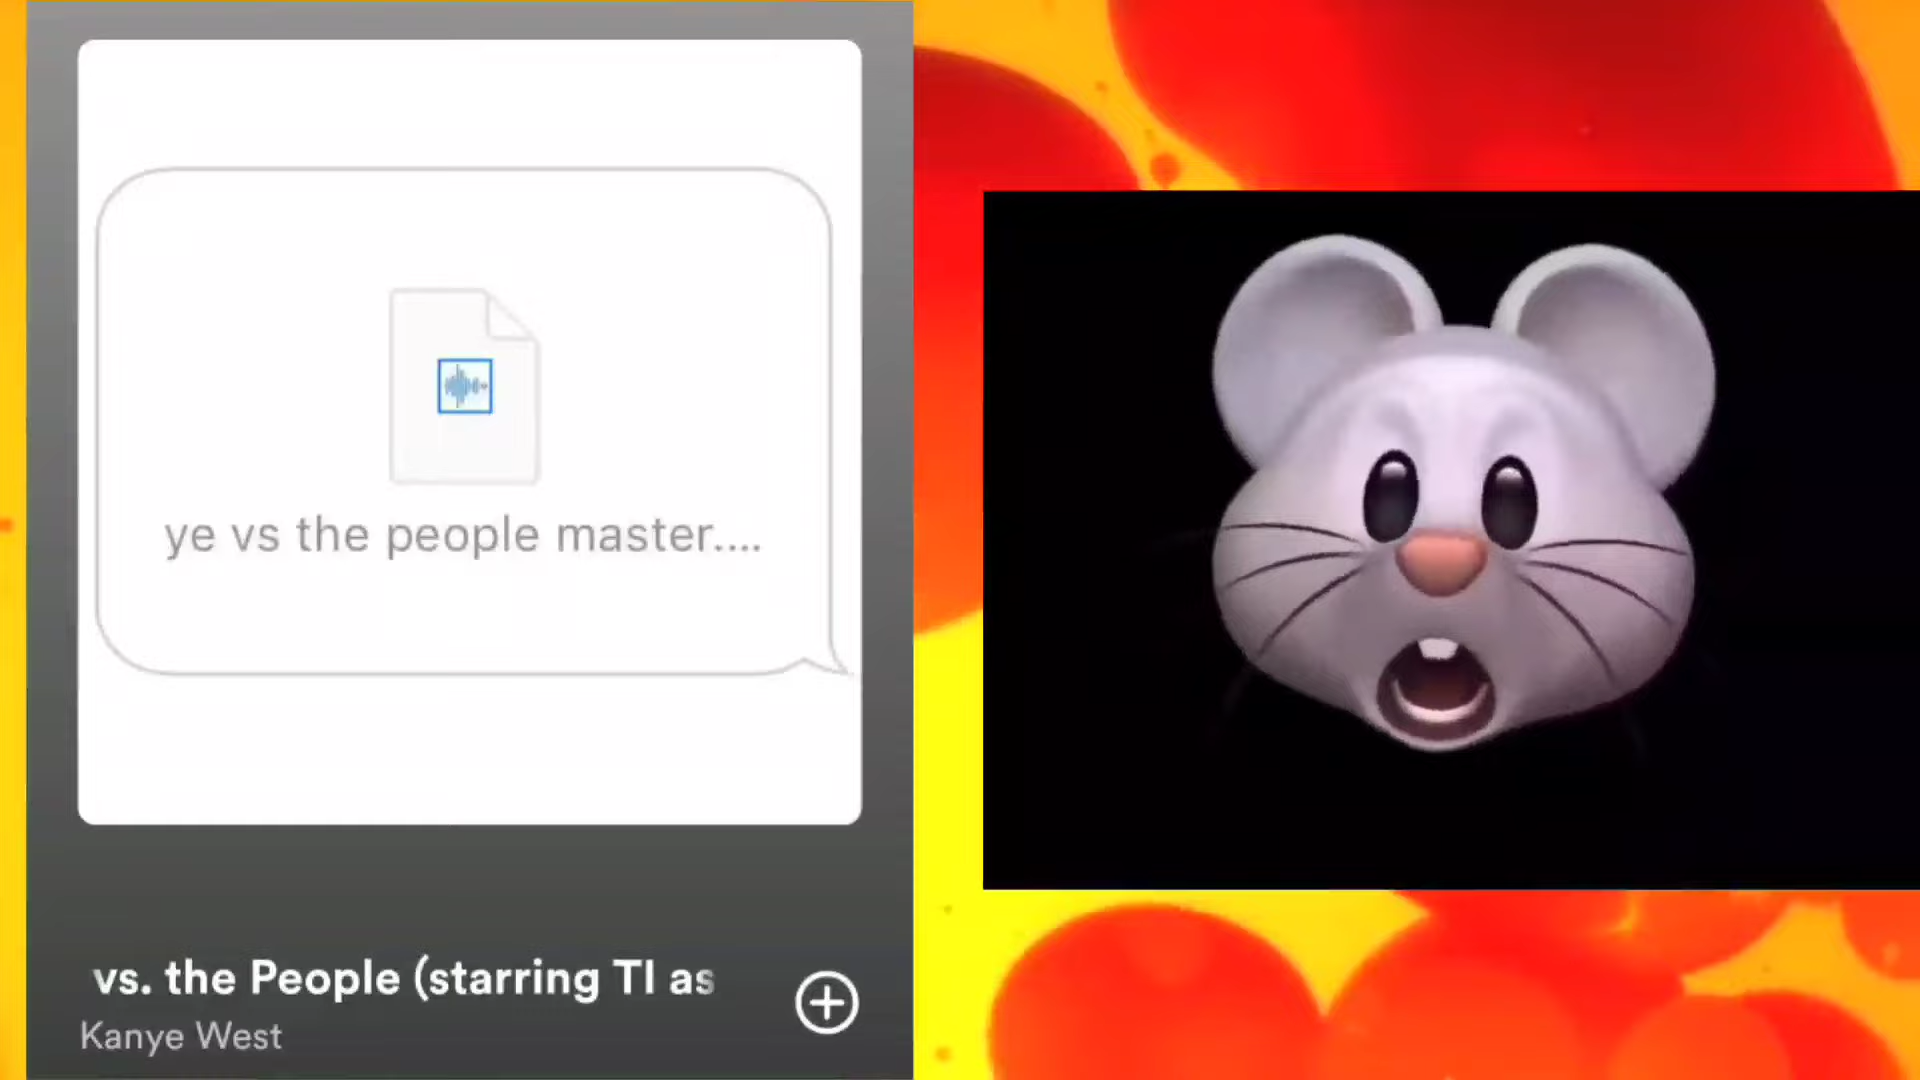 ye vs the people master....
vs. the People (starring TI as
Kanye West